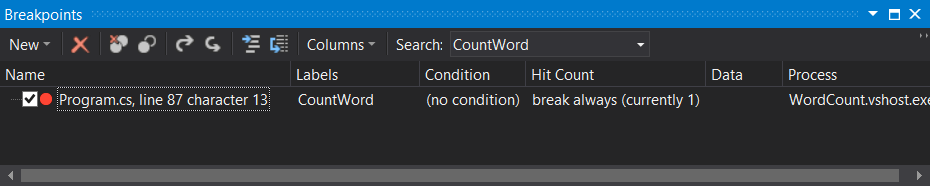 Breakpoints
New Columns Search: CountWord
Name Labels Condition Hit Count Data Process
Program.cs, line 87 character 13 CountWord (no condition) break always (currently 1) WordCount.vshost.exe